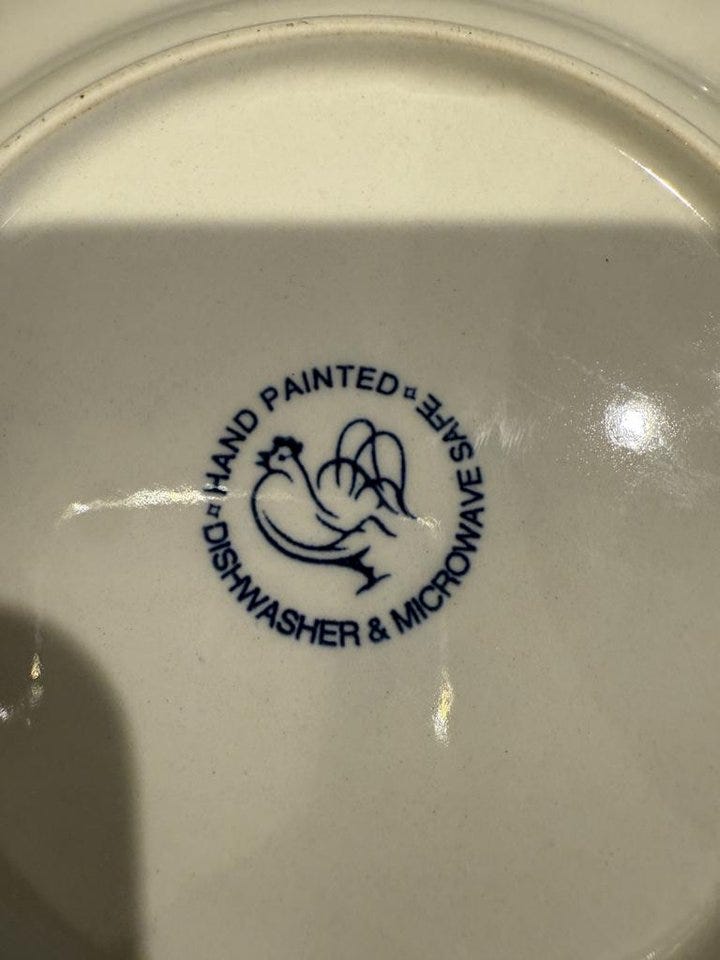 ¤ HAND PAINTED ¤
DISHWASHER & MICROWAVE SAFE